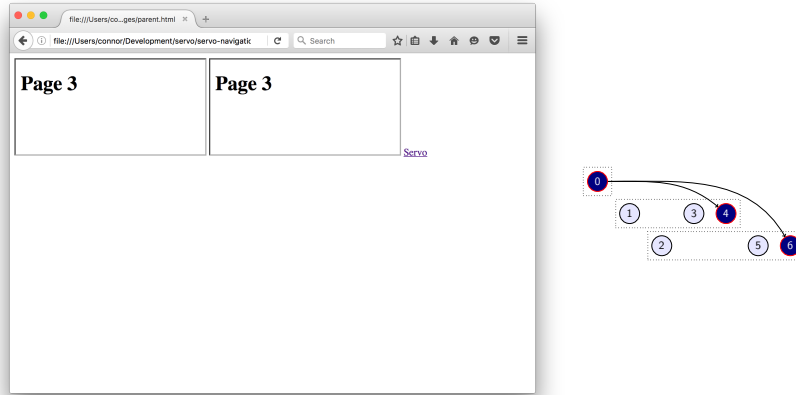 file:///Users/co...ges/parent.html
file:///Users/connor/Development/servo/servo-navigatic
Search
Page 3
Page 3
Servo
0
1
3
4
2
5
6